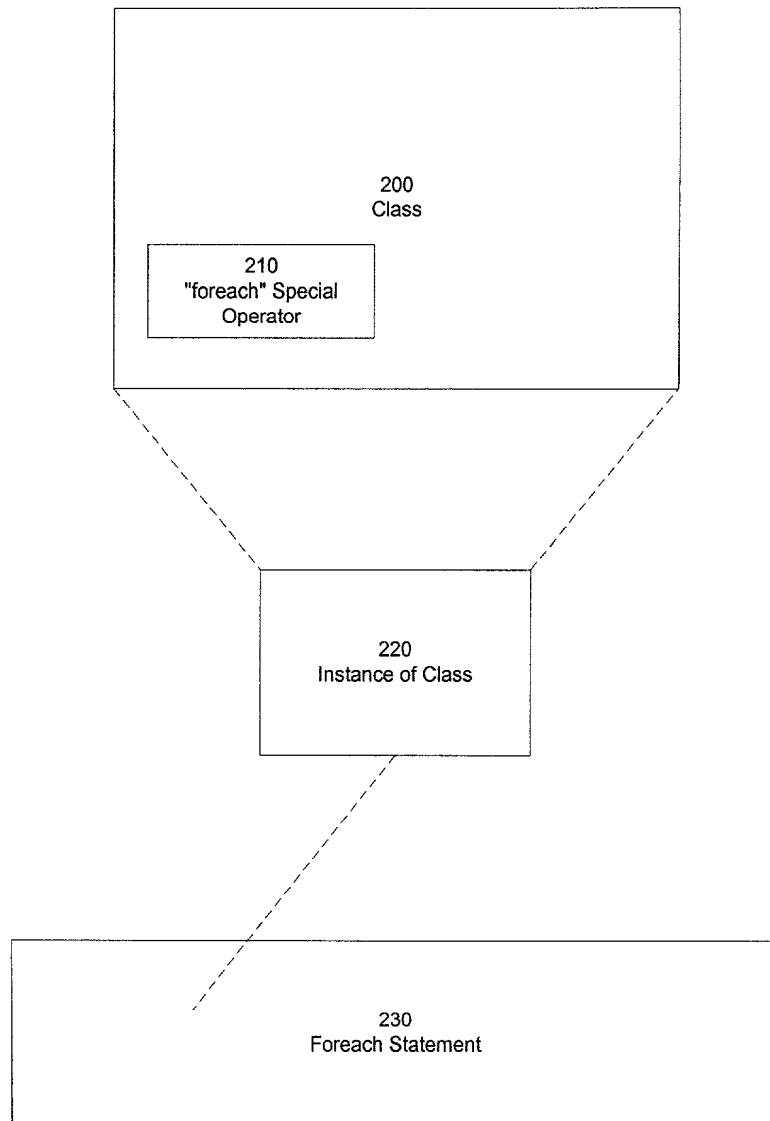 200
Class
210
"foreach" Special
Operator
220
Instance of Class
230
Foreach Statement